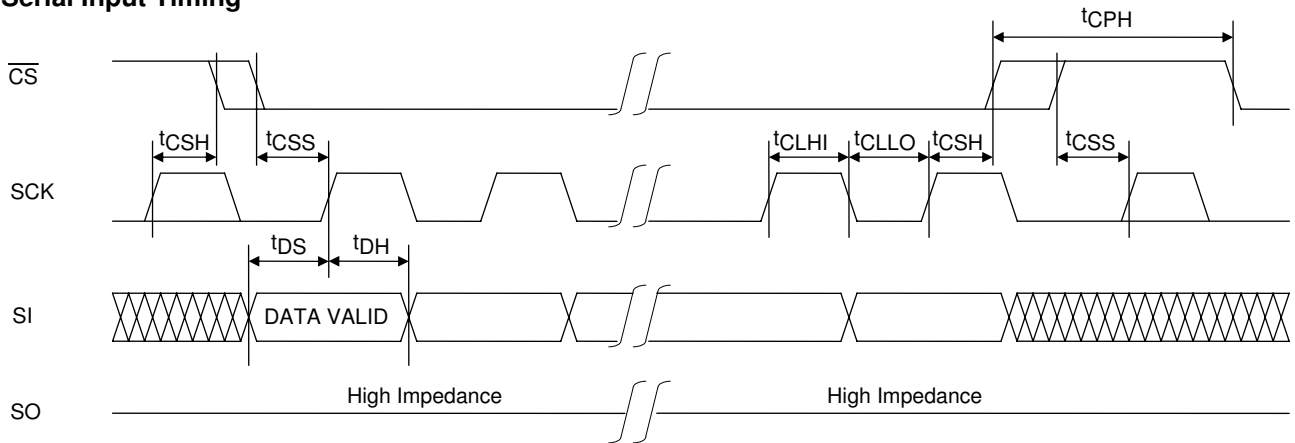 Serial Input Timing
tCPH
CS
tCSH tCSS tCLHI tCLLO tCSH tCSS
SCK
tDS tDH
SI DATA VALID
High Impedance High Impedance
SO